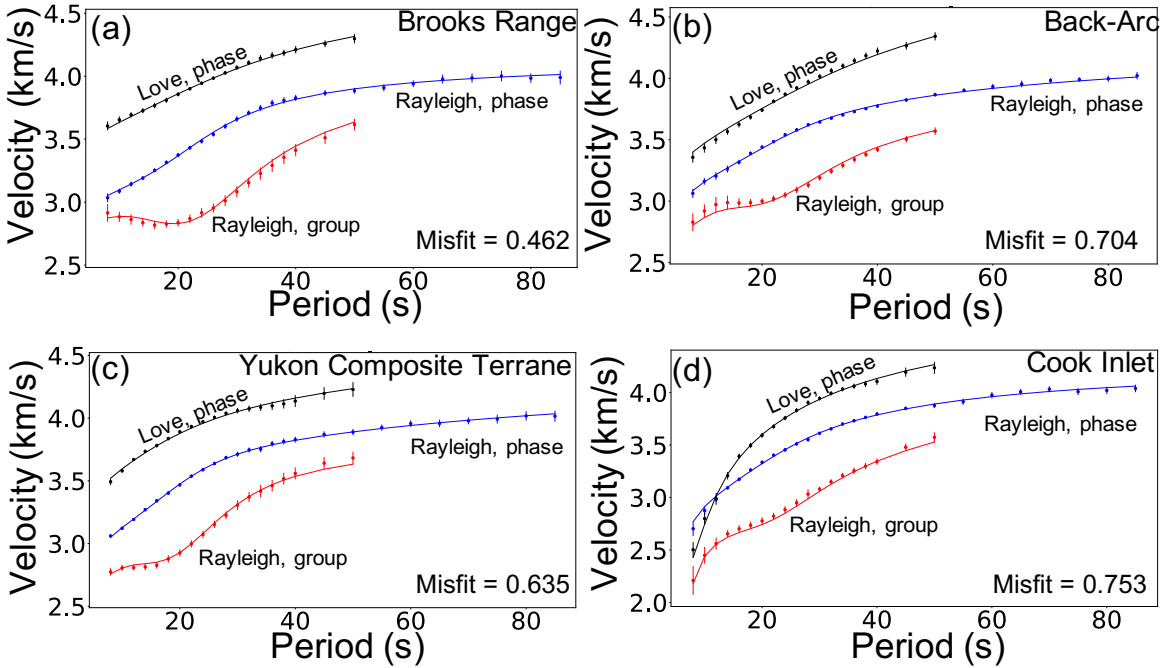 (a)
Brooks Range
4.5
4.0
3.5
3.0
2.5
Velocity (km/s)
Love, phase
Rayleigh, phase
Rayleigh, group
Misfit = 0.462
20
40
60
80
Period (s)
(b)
Back-Arc
4.5
4.0
3.5
3.0
2.5
Velocity (km/s)
Love, phase
Rayleigh, phase
Rayleigh, group
Misfit = 0.704
20
40
60
80
Period (s)
(c)
Yukon Composite Terrane
4.5
4.0
3.5
3.0
2.5
Velocity (km/s)
Love, phase
Rayleigh, phase
Rayleigh, group
Misfit = 0.635
20
40
60
80
Period (s)
(d)
Cook Inlet
4.0
3.5
3.0
2.5
2.0
Velocity (km/s)
Love, phase
Rayleigh, phase
Rayleigh, group
Misfit = 0.753
20
40
60
80
Period (s)